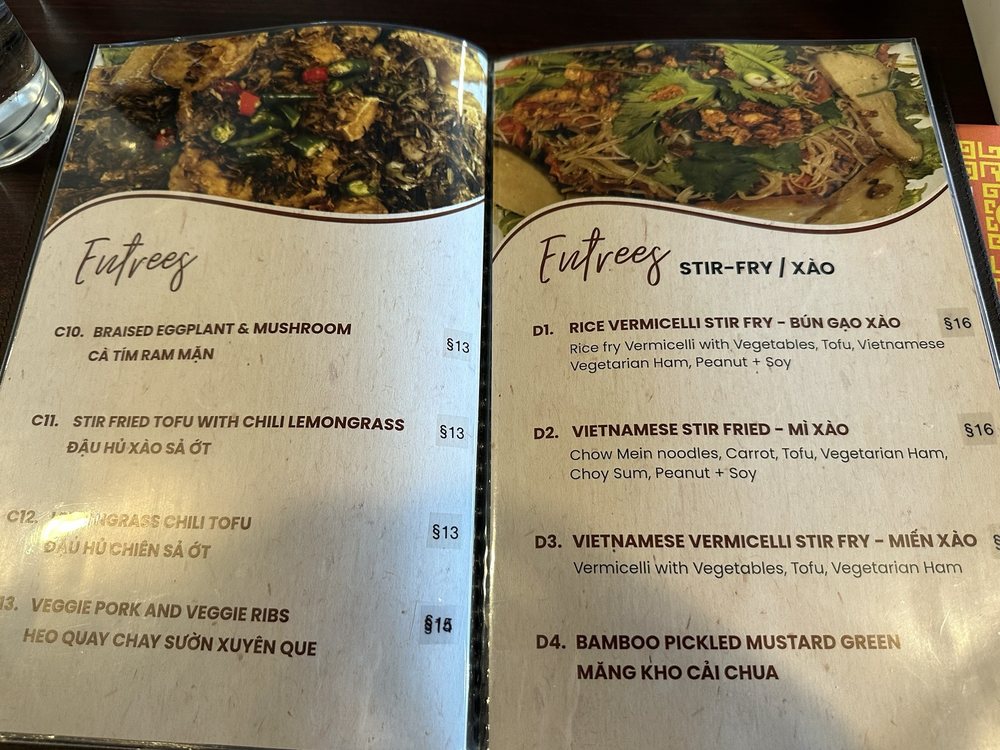 Entrees
C10. BRAISED EGGPLANT & MUSHROOM §13
CÀ TÍM RAM MẶN
C11. STIR FRIED TOFU WITH CHILI LEMONGRASS §13
ĐẬU HỦ XÀO SẢ ỚT
C12. LEMONGRASS CHILI TOFU §13
ĐẬU HỦ CHIÊN SẢ ỚT
13. VEGGIE PORK AND VEGGIE RIBS
HEO QUAY CHAY SƯỜN XUYÊN QUE
Entrees STIR-FRY / XÀO
D1. RICE VERMICELLI STIR FRY - BÚN GẠO XÀO §16
Rice fry Vermicelli with Vegetables, Tofu, Vietnamese
Vegetarian Ham, Peanut + Soy
D2. VIETNAMESE STIR FRIED - MÌ XÀO §16
Chow Mein noodles, Carrot, Tofu, Vegetarian Ham,
Choy Sum, Peanut + Soy
D3. VIETNAMESE VERMICELLI STIR FRY - MIẾN XÀO §
Vermicelli with Vegetables, Tofu, Vegetarian Ham
D4. BAMBOO PICKLED MUSTARD GREEN
MĂNG KHO CẢI CHUA